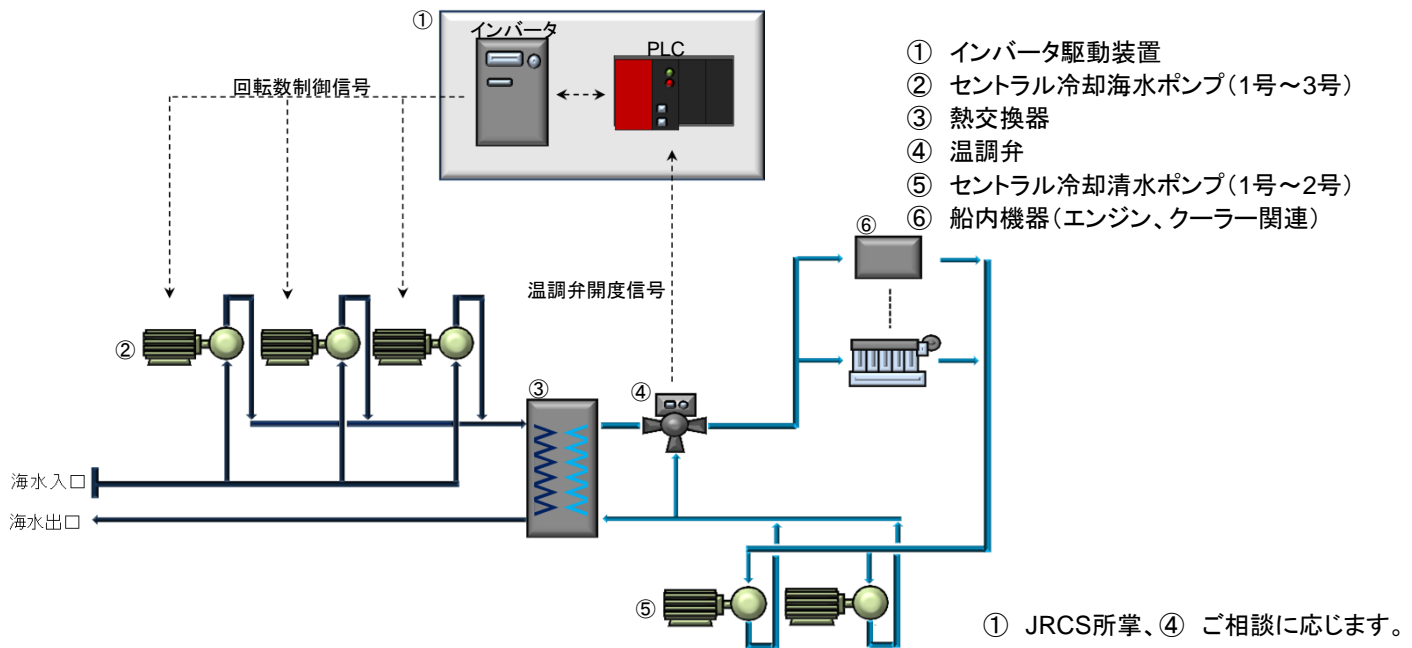 ①
インバータ
PLC
回転数制御信号
温調弁開度信号
① インバータ駆動装置
② セントラル冷却海水ポンプ(1号～3号)
③ 熱交換器
④ 温調弁
⑤ セントラル冷却清水ポンプ(1号～2号)
⑥ 船内機器(エンジン、クーラー関連)
⑥
②
③
④
海水入口
海水出口
⑤
① JRCS所掌、④ ご相談に応じます。